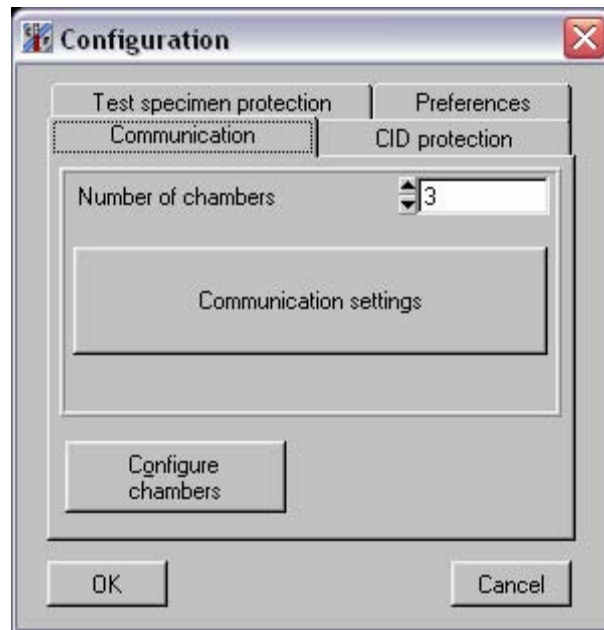 Configuration
Test specimen protection
Preferences
Communication
CID protection
Number of chambers
3
Communication settings
Configure
chambers
OK
Cancel